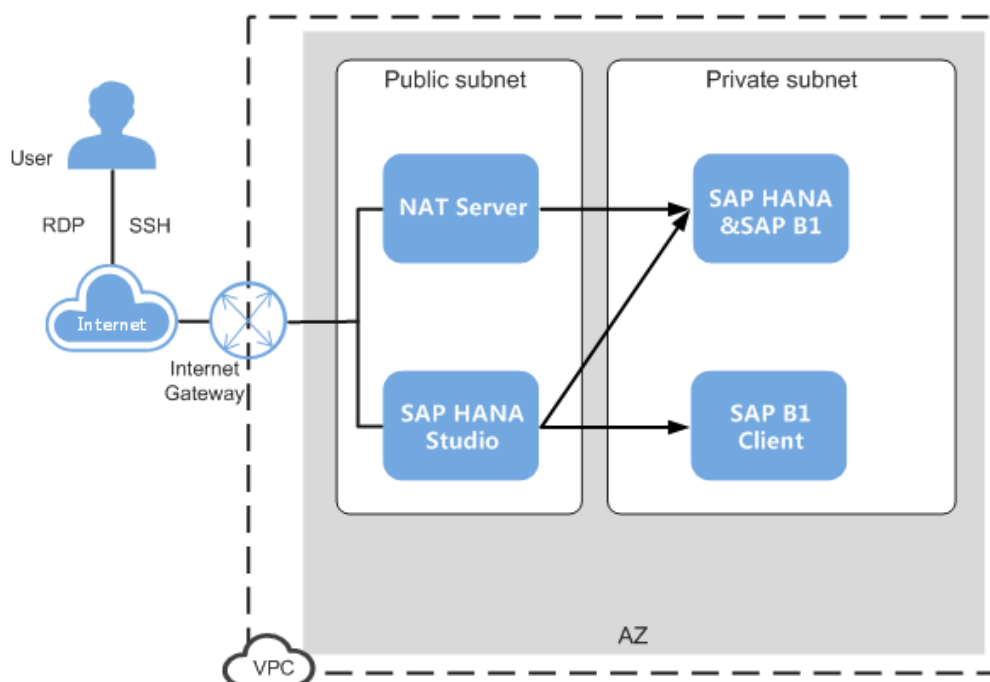 Public subnet
Private subnet
User
RDP
SSH
NAT Server
SAP HANA
&SAP B1
Internet
Internet
Gateway
SAP HANA
Studio
SAP B1
Client
AZ
VPC